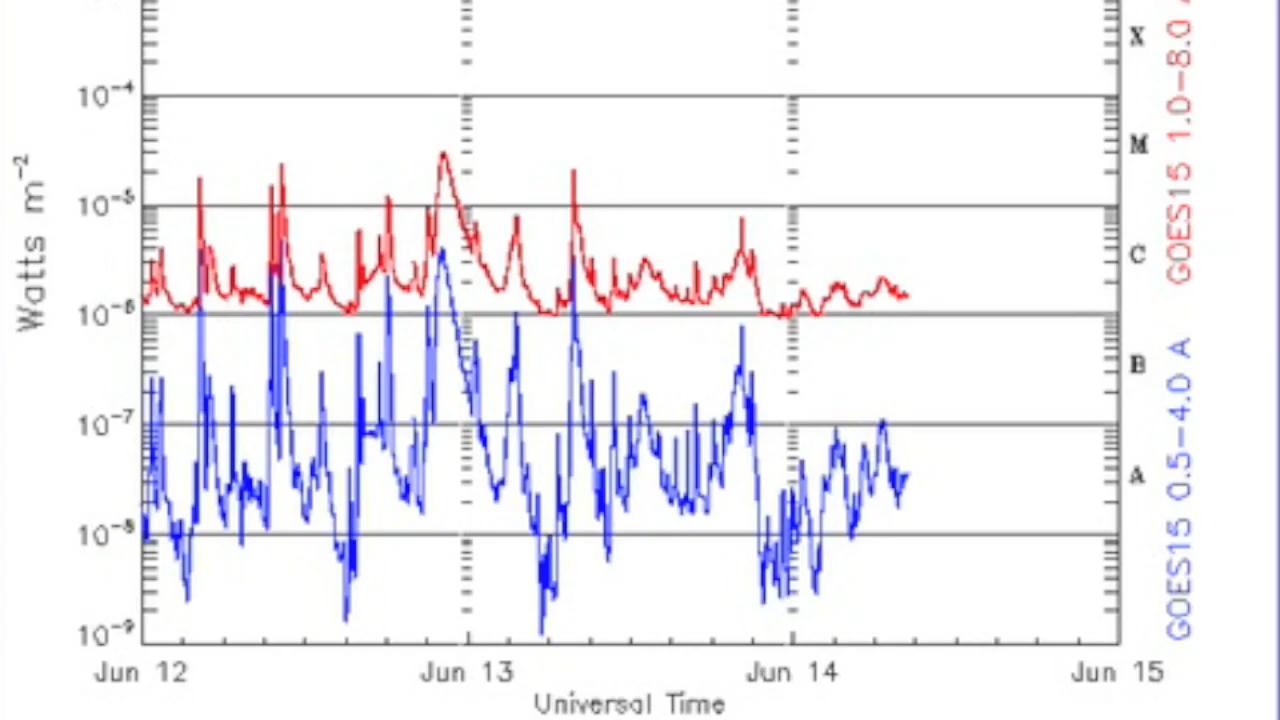 X
10⁻⁴
M
10⁻⁵
C
10⁻⁶
B
10⁻⁷
A
10⁻⁸
10⁻⁹
Watts m⁻²
GOES15 1.0-8.0
GOES15 0.5-4.0 A
Jun 12 Jun 13 Jun 14 Jun 15
Universal Time